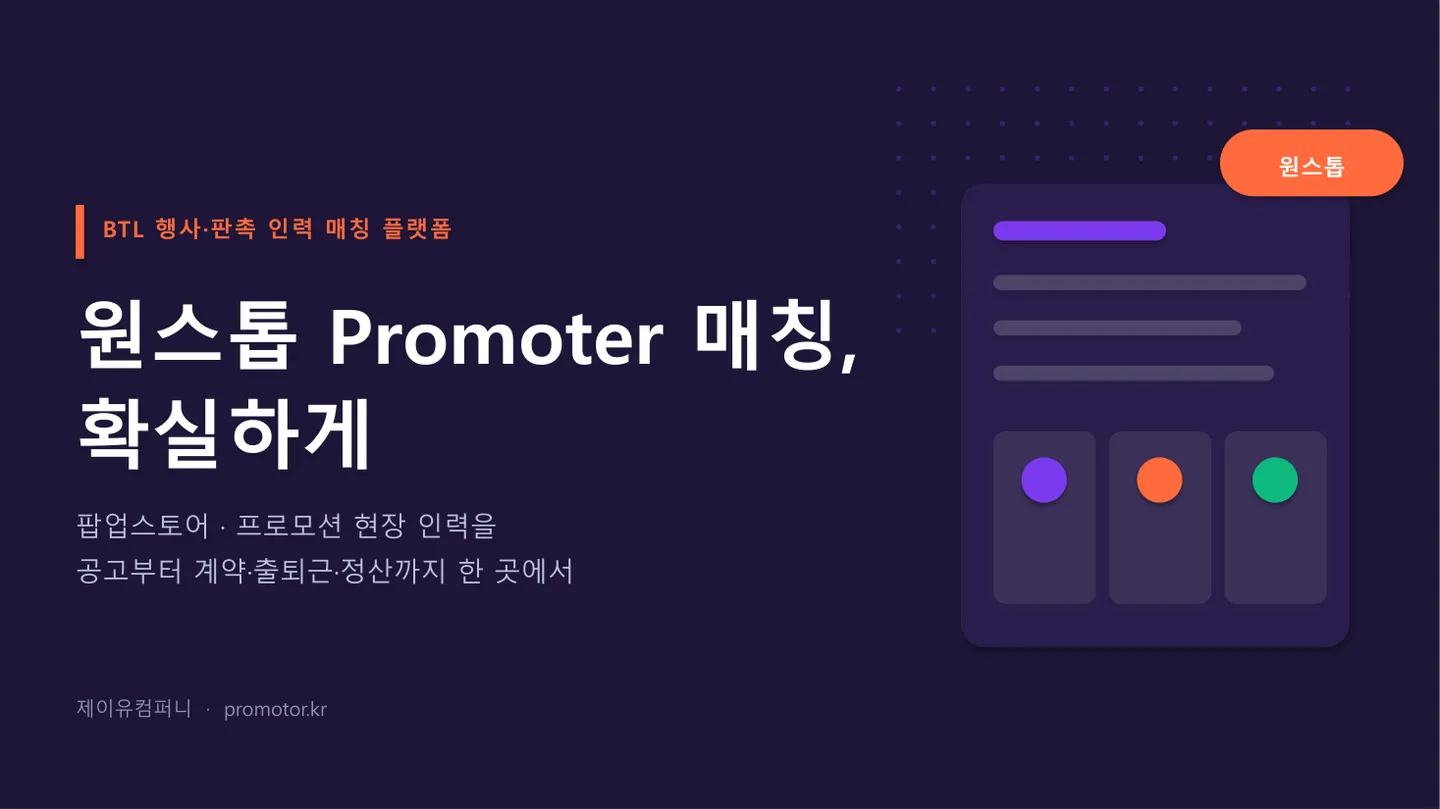 원스톱
BTL 행사·판촉 인력 매칭 플랫폼
원스톱 Promoter 매칭,
확실하게
팝업스토어 · 프로모션 현장 인력을
공고부터 계약·출퇴근·정산까지 한 곳에서
제이유컴퍼니 · promotor.kr